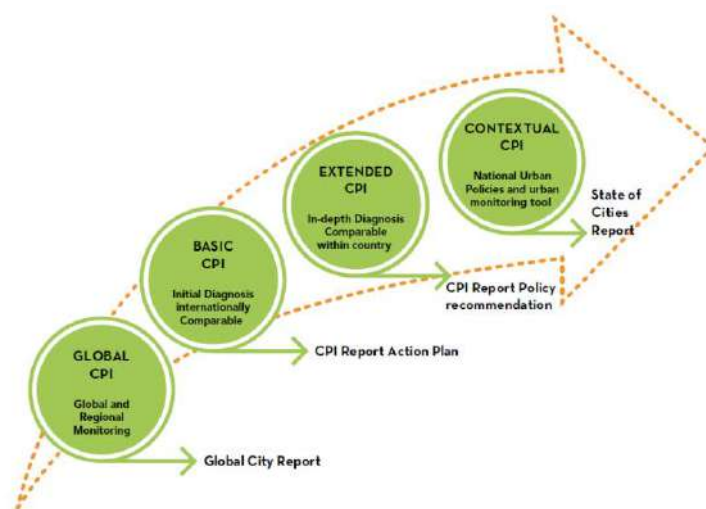 CONTEXTUAL
CPI
National Urban
Policies and urban
monitoring tool
State of
Cities
Report
EXTENDED
CPI
In-depth Diagnosis
Comparable
within country
CPI Report Policy
recommendation
BASIC
CPI
Initial Diagnosis
internationally
Comparable
CPI Report Action Plan
GLOBAL
CPI
Global and
Regional
Monitoring
Global City Report